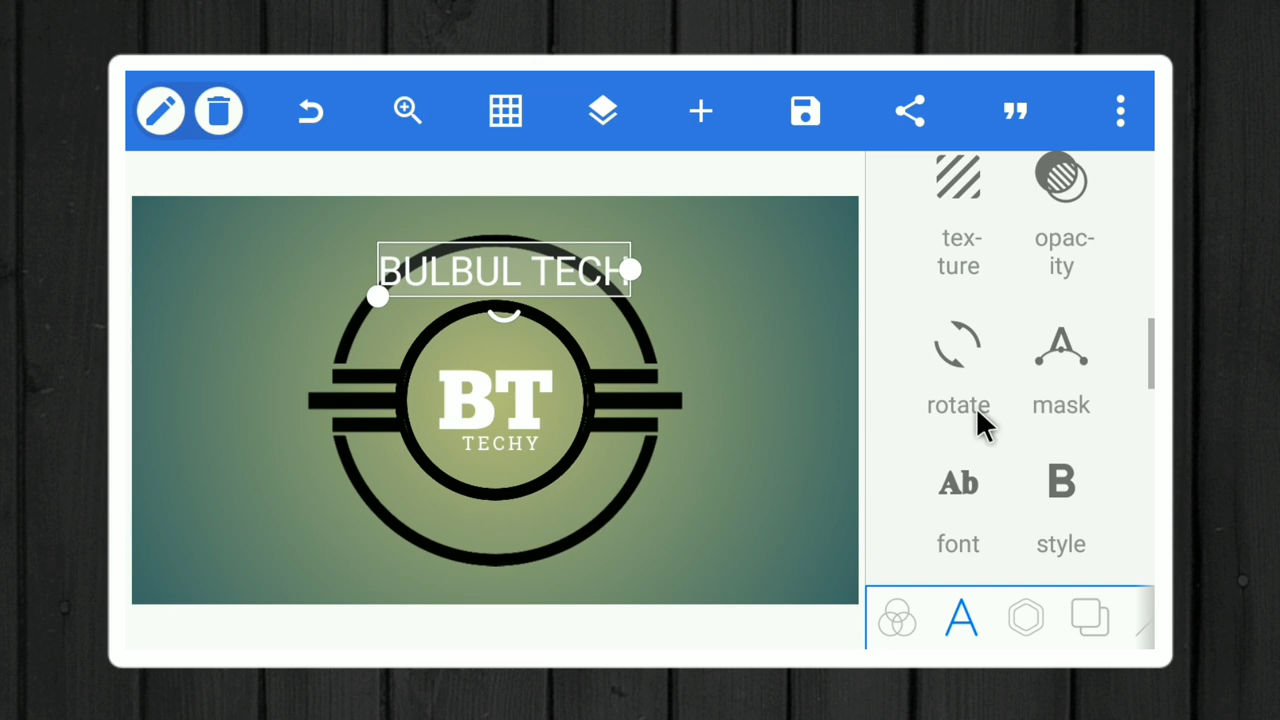 BULBUL TECH
BT
TECHY
tex-
ture
opac-
ity
rotate
mask
Ab
font
B
style